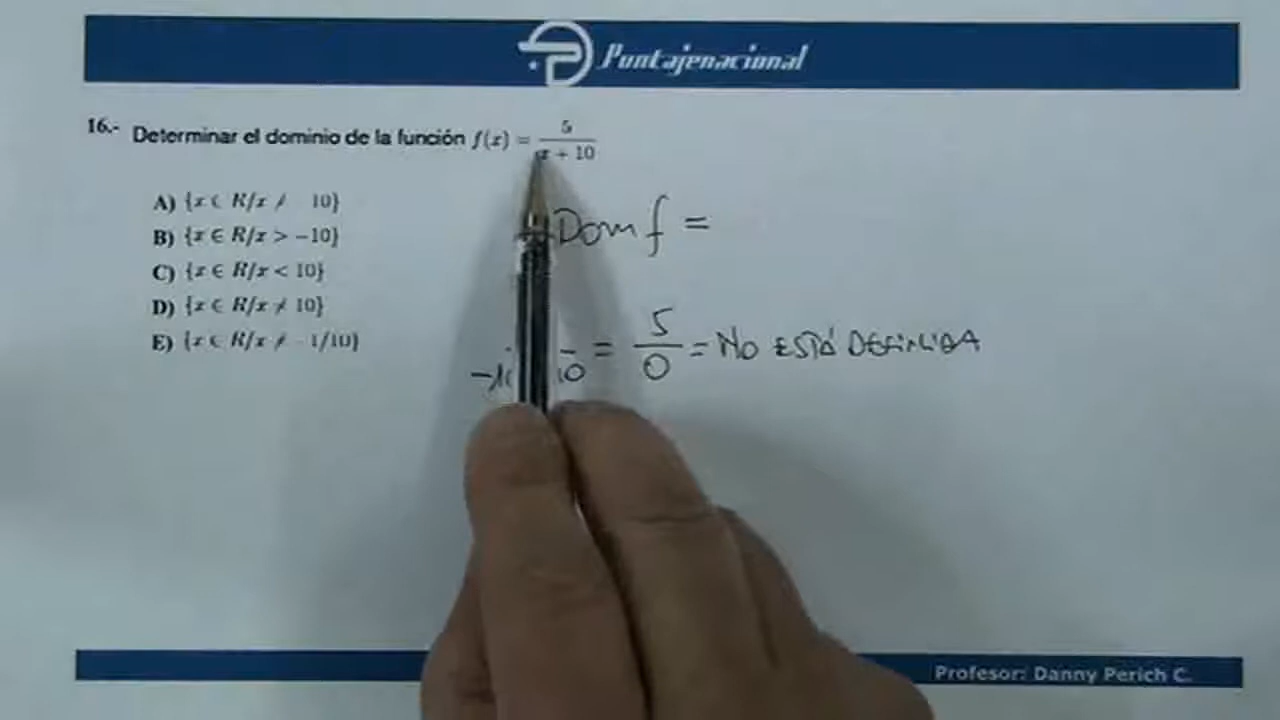 Puntajenacional
16.- Determinar el dominio de la función f(x) = 5 / x + 10
A) {x ∈ R/x ≠ - 10}
B) {x ∈ R/x > -10}
C) {x ∈ R/x < 10}
D) {x ∈ R/x ≠ 10}
E) {x ∈ R/x ≠ - 1/10}
Dom f =
10 = 5 / 0 = NO ESTÁ DEFINIDA
Profesor: Danny Perich C.